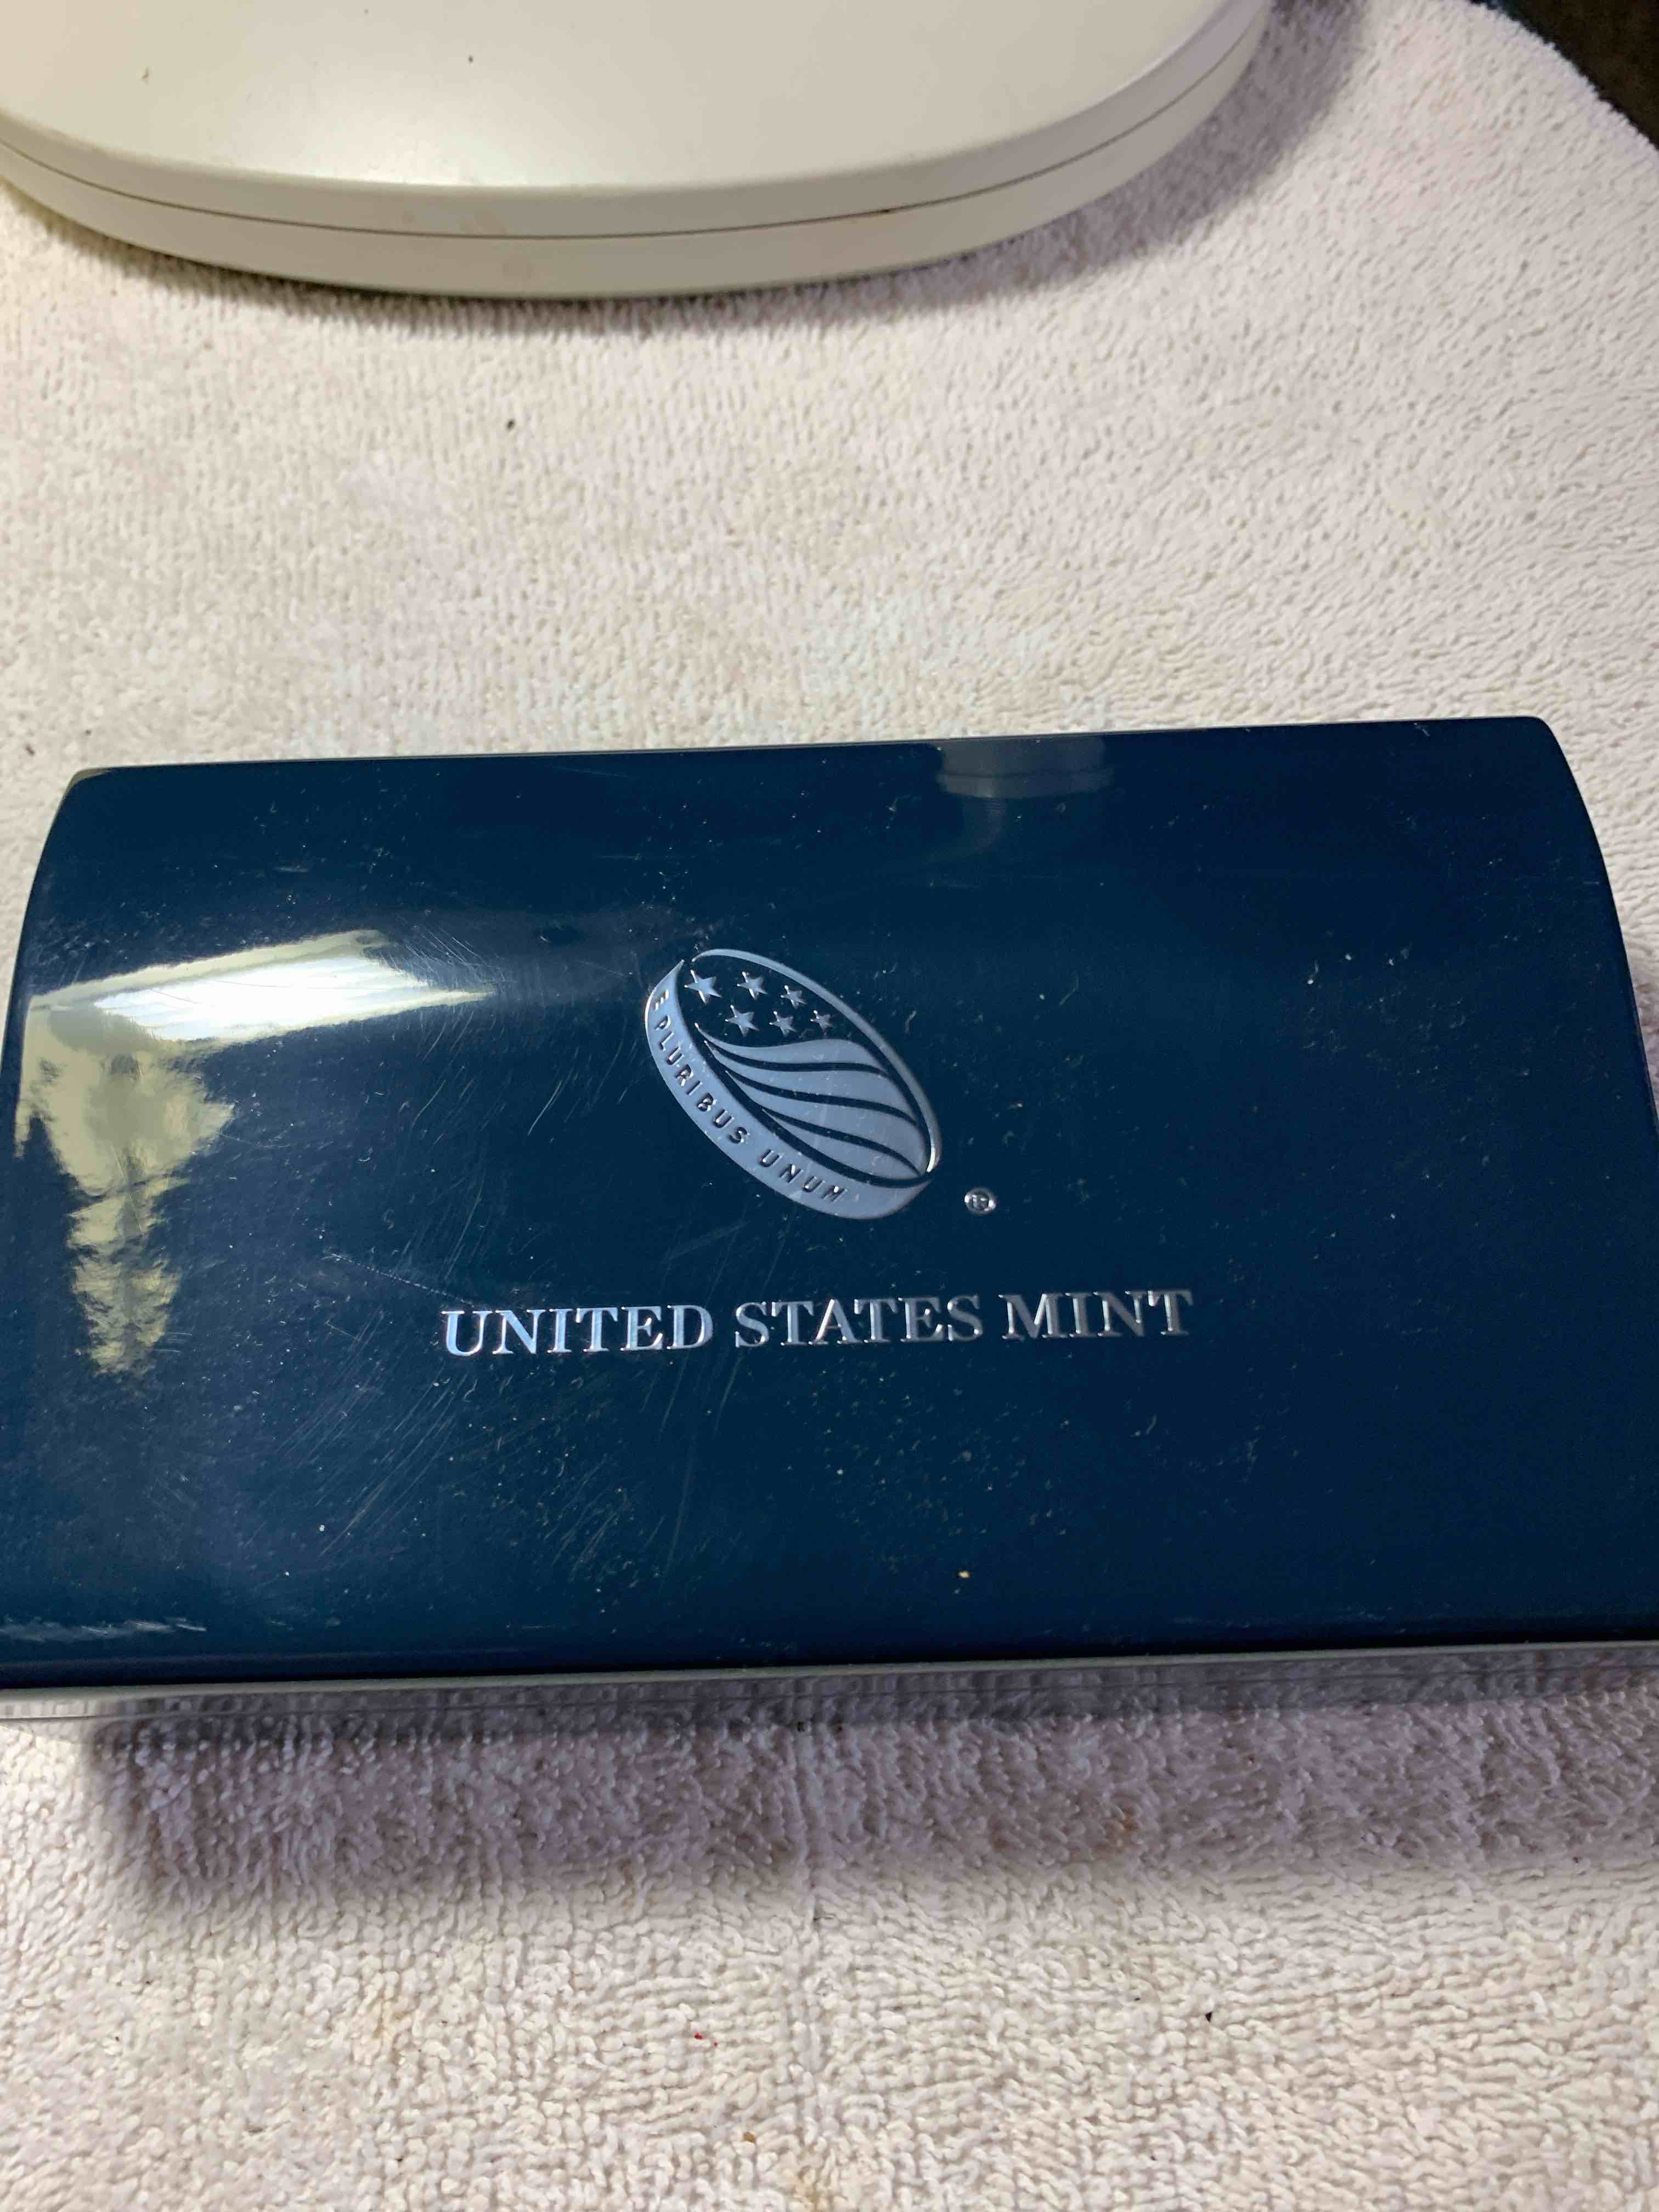 E PLURIBUS UNUM
®
UNITED STATES MINT